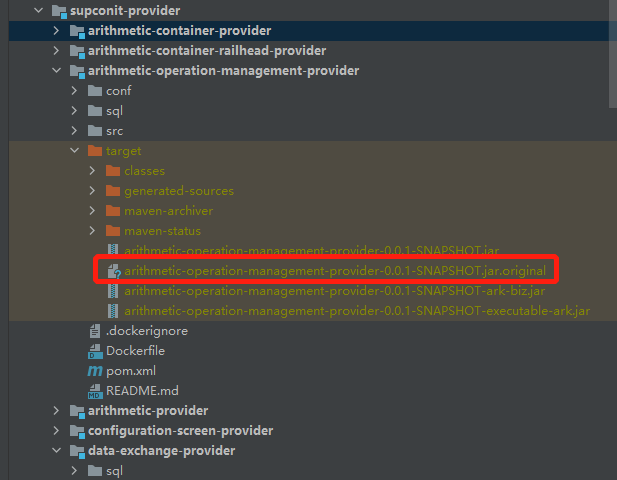 supconit-provider
arithmetic-container-provider
arithmetic-container-railhead-provider
arithmetic-operation-management-provider
conf
sql
src
target
classes
generated-sources
maven-archiver
maven-status
arithmetic-operation-management-provider-0.0.1-SNAPSHOT.jar
arithmetic-operation-management-provider-0.0.1-SNAPSHOT.jar.original
arithmetic-operation-management-provider-0.0.1-SNAPSHOT-ark-biz.jar
arithmetic-operation-management-provider-0.0.1-SNAPSHOT-executable-ark.jar
.dockerignore
Dockerfile
pom.xml
README.md
arithmetic-provider
configuration-screen-provider
data-exchange-provider
sql